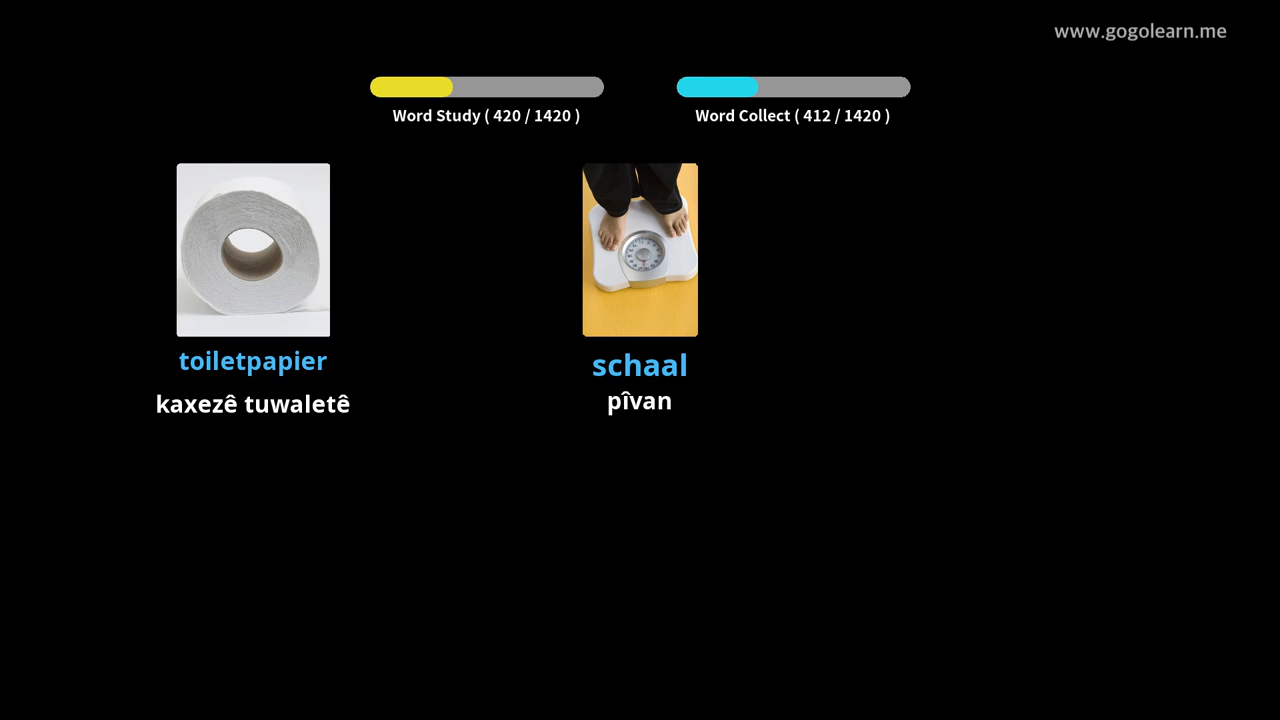 www.gogolearn.me
Word Study ( 420 / 1420 )
Word Collect ( 412 / 1420 )
toiletpapier
kaxezê tuwaletê
schaal
pîvan